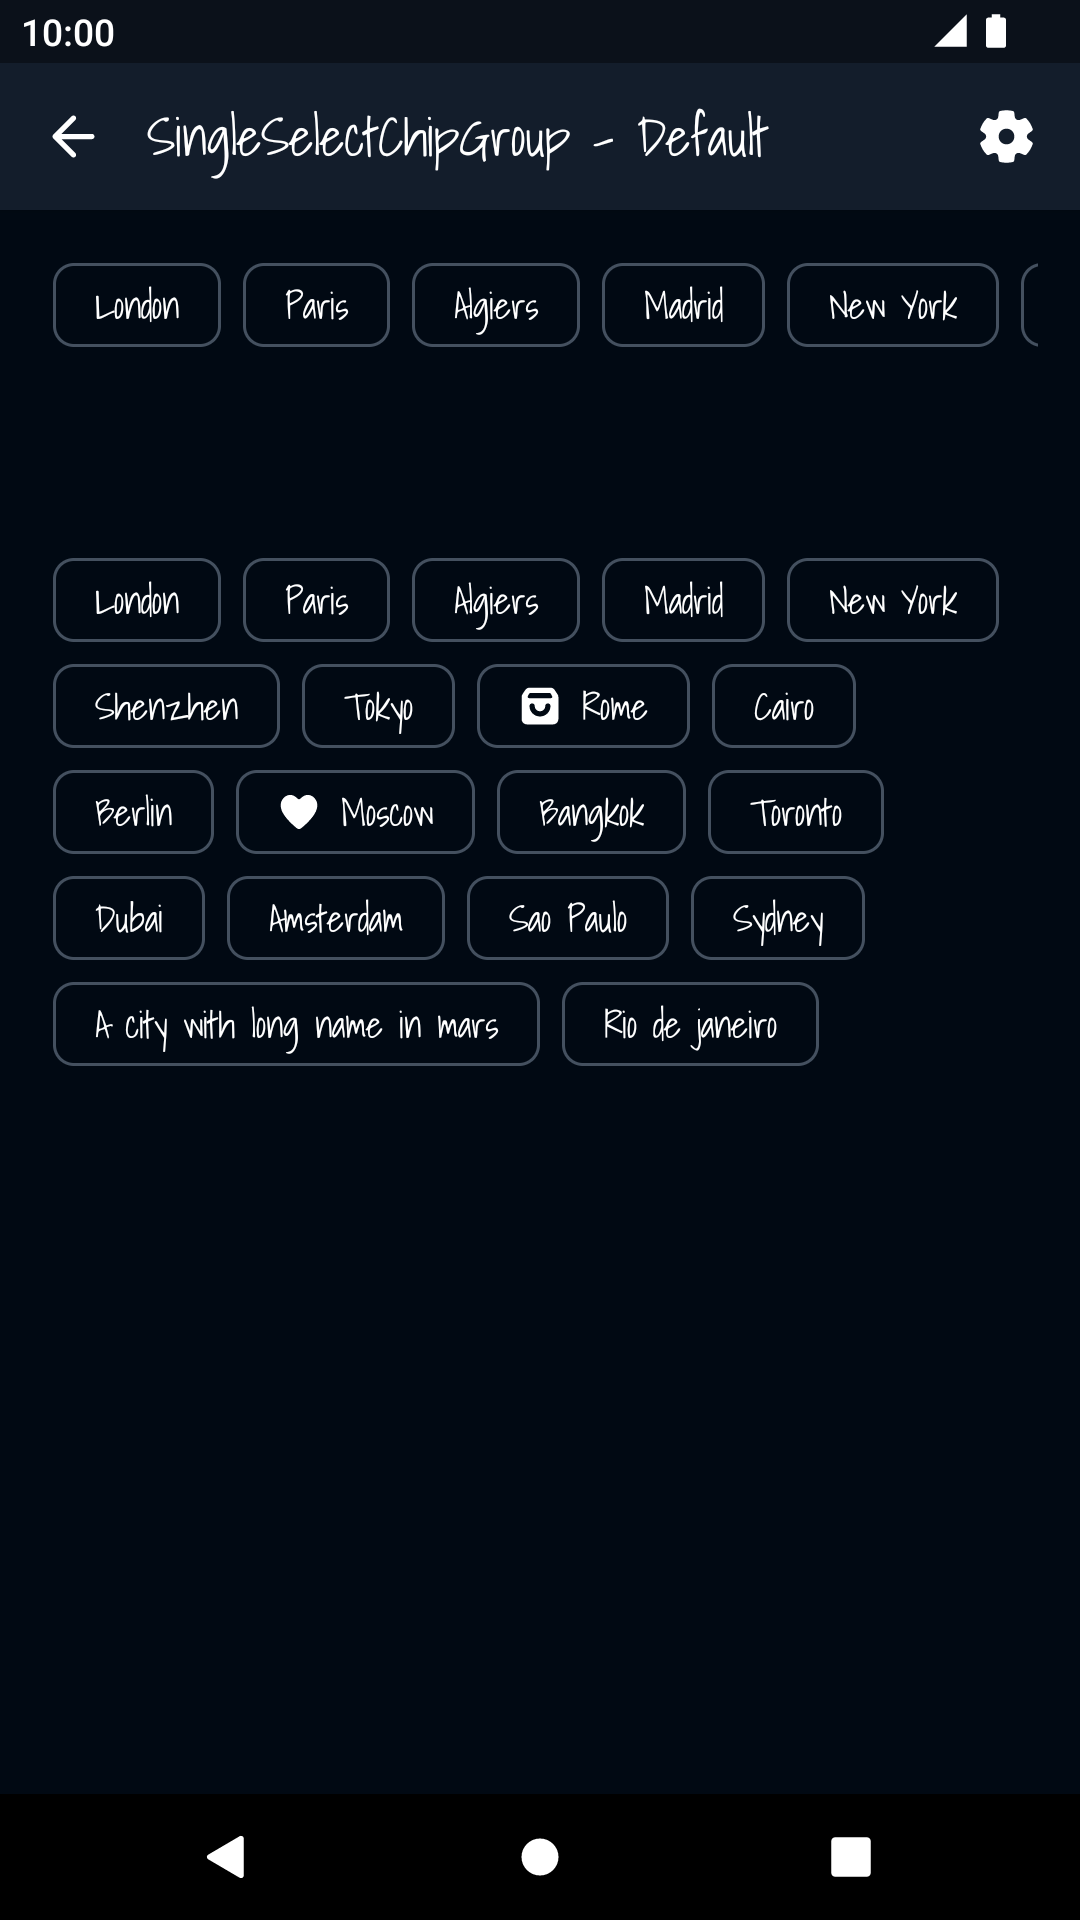 10:00
SingleSelectChipGroup - Default
London Paris Algiers Madrid New York
London Paris Algiers Madrid New York
Shenzhen Tokyo Rome Cairo
Berlin Moscow Bangkok Toronto
Dubai Amsterdam Sao Paulo Sydney
A city with long name in mars Rio de janeiro